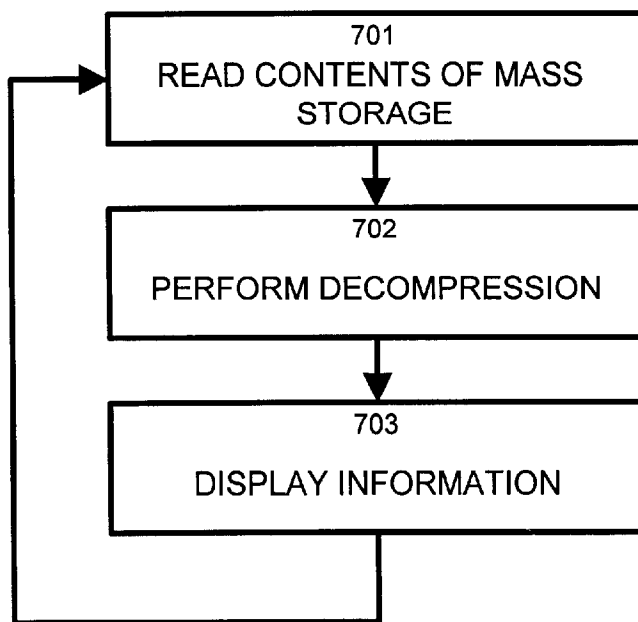 701
READ CONTENTS OF MASS
STORAGE
702
PERFORM DECOMPRESSION
703
DISPLAY INFORMATION